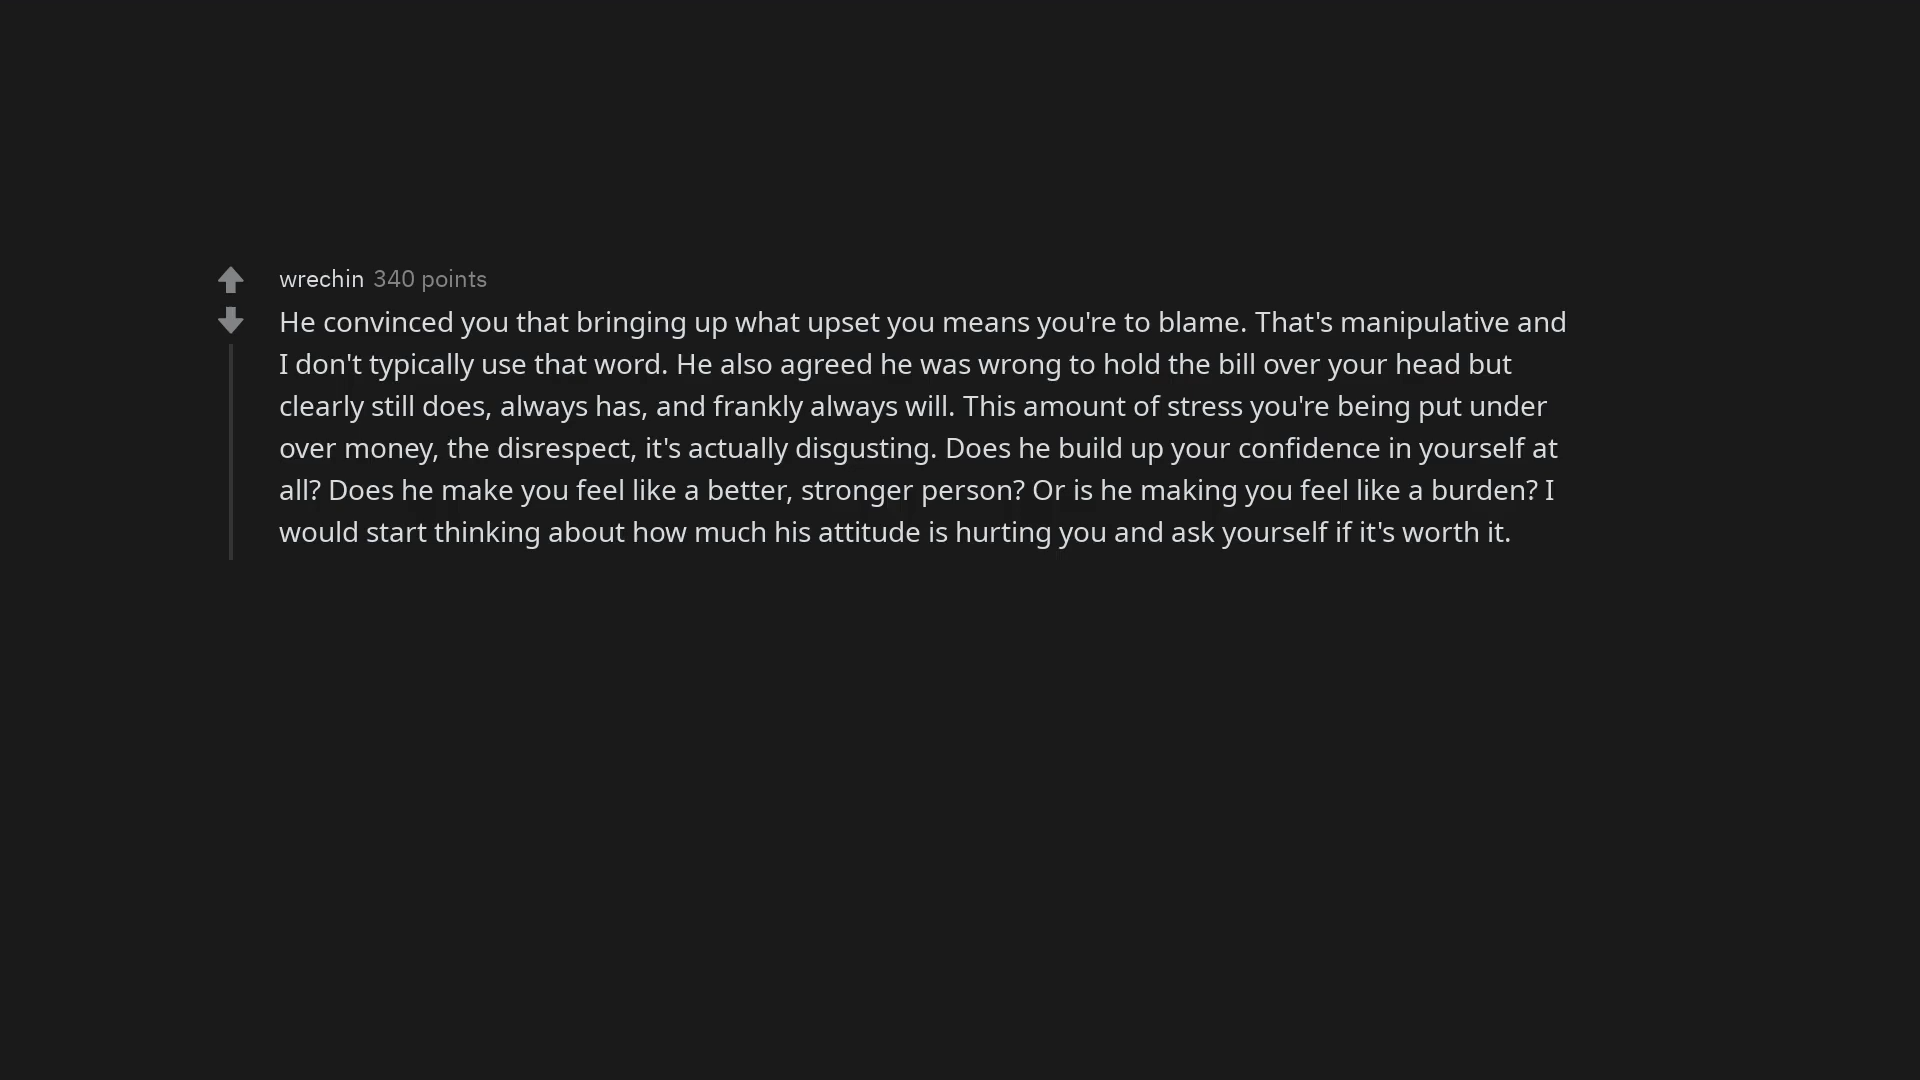 wrechin 340 points
He convinced you that bringing up what upset you means you're to blame. That's manipulative and
I don't typically use that word. He also agreed he was wrong to hold the bill over your head but
clearly still does, always has, and frankly always will. This amount of stress you're being put under
over money, the disrespect, it's actually disgusting. Does he build up your confidence in yourself at
all? Does he make you feel like a better, stronger person? Or is he making you feel like a burden? I
would start thinking about how much his attitude is hurting you and ask yourself if it's worth it.